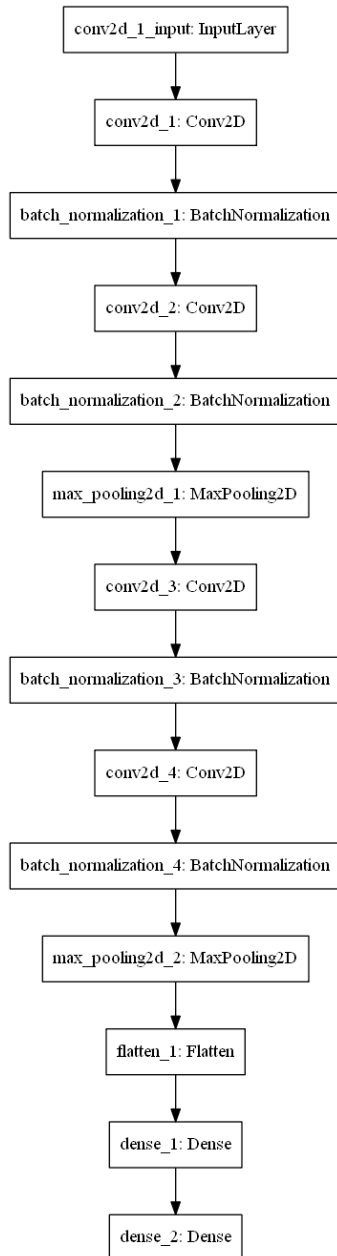 conv2d_1_input: InputLayer
conv2d_1: Conv2D
batch_normalization_1: BatchNormalization
conv2d_2: Conv2D
batch_normalization_2: BatchNormalization
max_pooling2d_1: MaxPooling2D
conv2d_3: Conv2D
batch_normalization_3: BatchNormalization
conv2d_4: Conv2D
batch_normalization_4: BatchNormalization
max_pooling2d_2: MaxPooling2D
flatten_1: Flatten
dense_1: Dense
dense_2: Dense